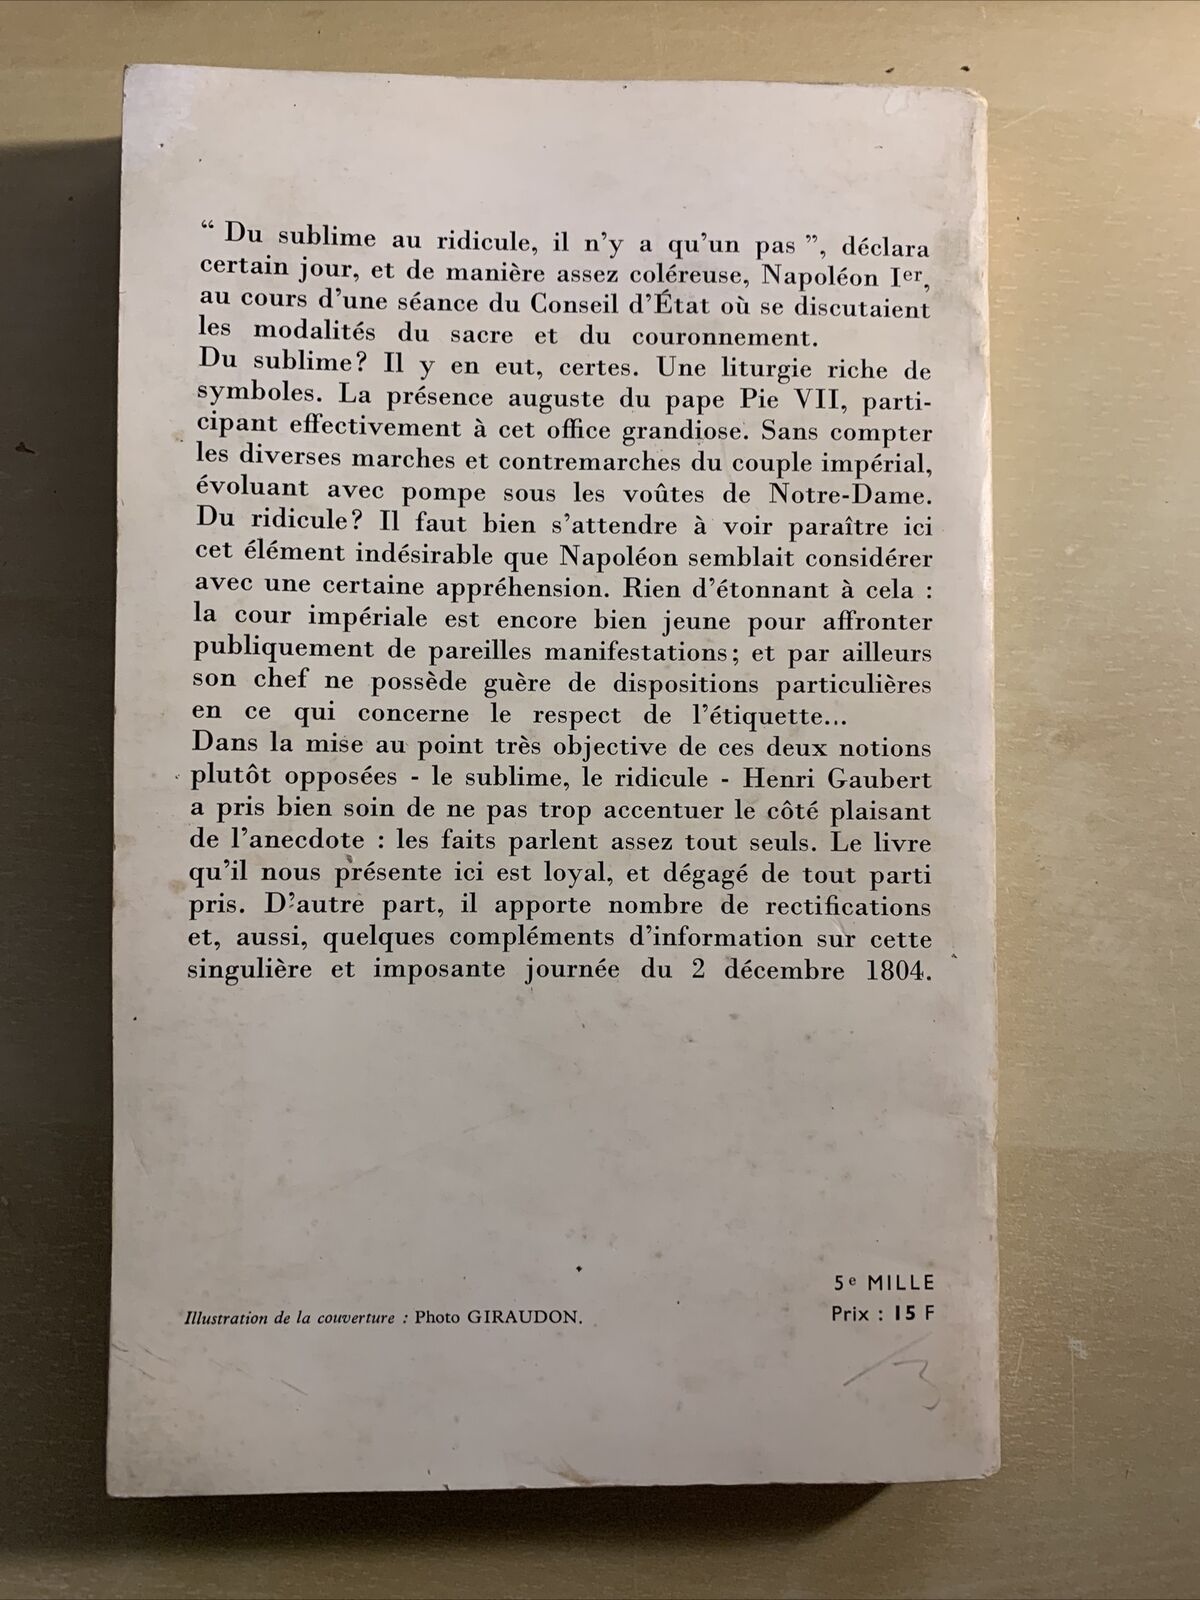 “ Du sublime au ridicule, il n’y a qu’un pas ”, déclara
certain jour, et de manière assez coléreuse, Napoléon Ier,
au cours d’une séance du Conseil d’État où se discutaient
les modalités du sacre et du couronnement.
Du sublime? Il y en eut, certes. Une liturgie riche de
symboles. La présence auguste du pape Pie VII, parti-
cipant effectivement à cet office grandiose. Sans compter
les diverses marches et contremarches du couple impérial,
évoluant avec pompe sous les voûtes de Notre-Dame.
Du ridicule? Il faut bien s’attendre à voir paraître ici
cet élément indésirable que Napoléon semblait considérer
avec une certaine appréhension. Rien d’étonnant à cela :
la cour impériale est encore bien jeune pour affronter
publiquement de pareilles manifestations; et par ailleurs
son chef ne possède guère de dispositions particulières
en ce qui concerne le respect de l’étiquette...
Dans la mise au point très objective de ces deux notions
plutôt opposées - le sublime, le ridicule - Henri Gaubert
a pris bien soin de ne pas trop accentuer le côté plaisant
de l’anecdote : les faits parlent assez tout seuls. Le livre
qu’il nous présente ici est loyal, et dégagé de tout parti
pris. D’autre part, il apporte nombre de rectifications
et, aussi, quelques compléments d’information sur cette
singulière et imposante journée du 2 décembre 1804.
5e MILLE
Illustration de la couverture : Photo GIRAUDON.
Prix : 15 F